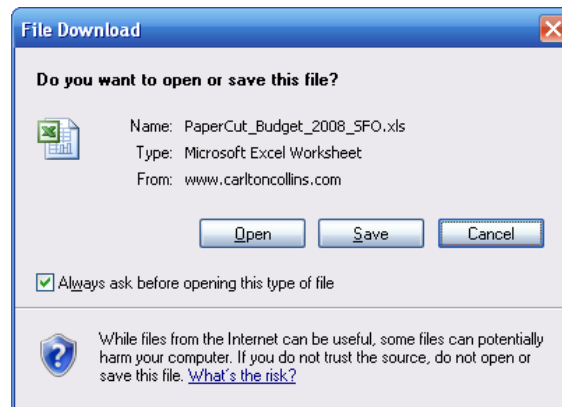 File Download
Do you want to open or save this file?
Name: PaperCut_Budget_2008_SFO.xls
Type: Microsoft Excel Worksheet
From: www.carltoncollins.com
Open Save Cancel
Always ask before opening this type of file
While files from the Internet can be useful, some files can potentially
harm your computer. If you do not trust the source, do not open or
save this file. What's the risk?